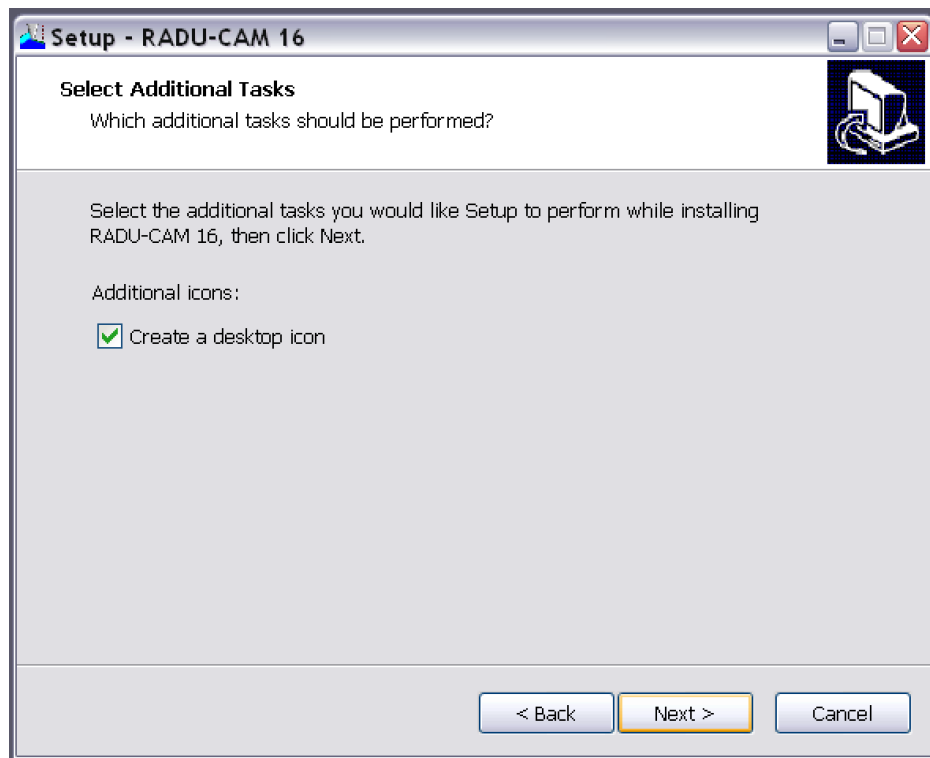 Setup - RADU-CAM 16
Select Additional Tasks
Which additional tasks should be performed?
Select the additional tasks you would like Setup to perform while installing
RADU-CAM 16, then click Next.
Additional icons:
Create a desktop icon
< Back Next > Cancel